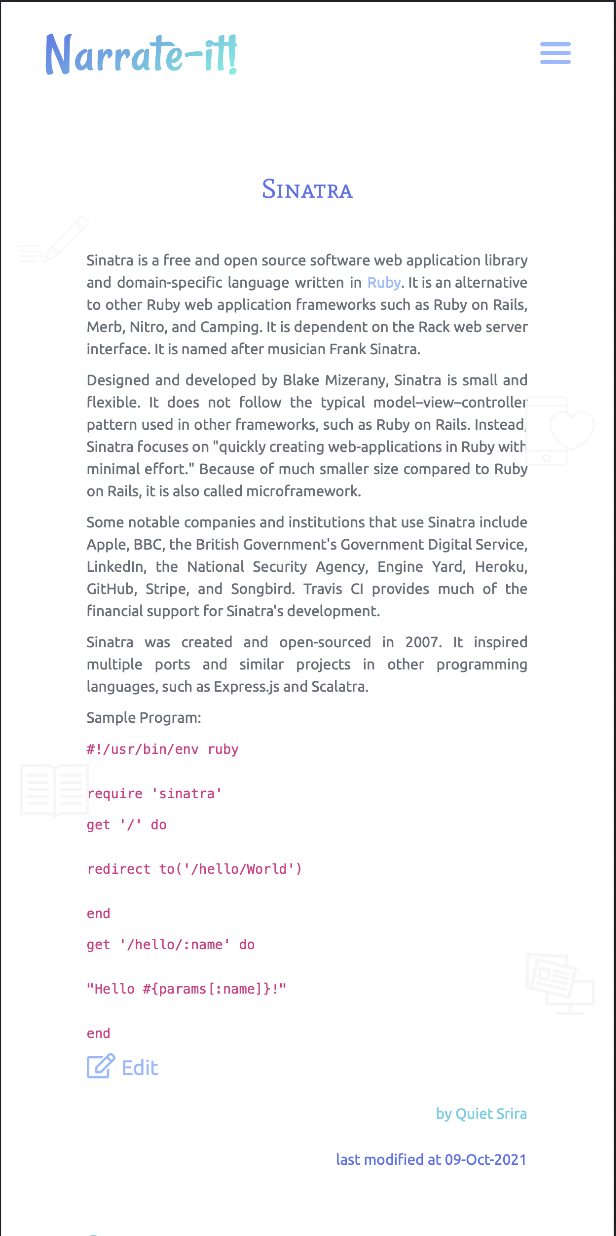 Narrate-it!
Sinatra
Sinatra is a free and open source software web application library
and domain-specific language written in Ruby. It is an alternative
to other Ruby web application frameworks such as Ruby on Rails,
Merb, Nitro, and Camping. It is dependent on the Rack web server
interface. It is named after musician Frank Sinatra.
Designed and developed by Blake Mizerany, Sinatra is small and
flexible. It does not follow the typical model–view–controller
pattern used in other frameworks, such as Ruby on Rails. Instead,
Sinatra focuses on "quickly creating web-applications in Ruby with
minimal effort." Because of much smaller size compared to Ruby
on Rails, it is also called microframework.
Some notable companies and institutions that use Sinatra include
Apple, BBC, the British Government's Government Digital Service,
LinkedIn, the National Security Agency, Engine Yard, Heroku,
GitHub, Stripe, and Songbird. Travis CI provides much of the
financial support for Sinatra's development.
Sinatra was created and open-sourced in 2007. It inspired
multiple ports and similar projects in other programming
languages, such as Express.js and Scalatra.
Sample Program:
#!/usr/bin/env ruby
require 'sinatra'
get '/' do
redirect to('/hello/World')
end
get '/hello/:name' do
"Hello #{params[:name]}!"
end
Edit
by Quiet Srira
last modified at 09-Oct-2021